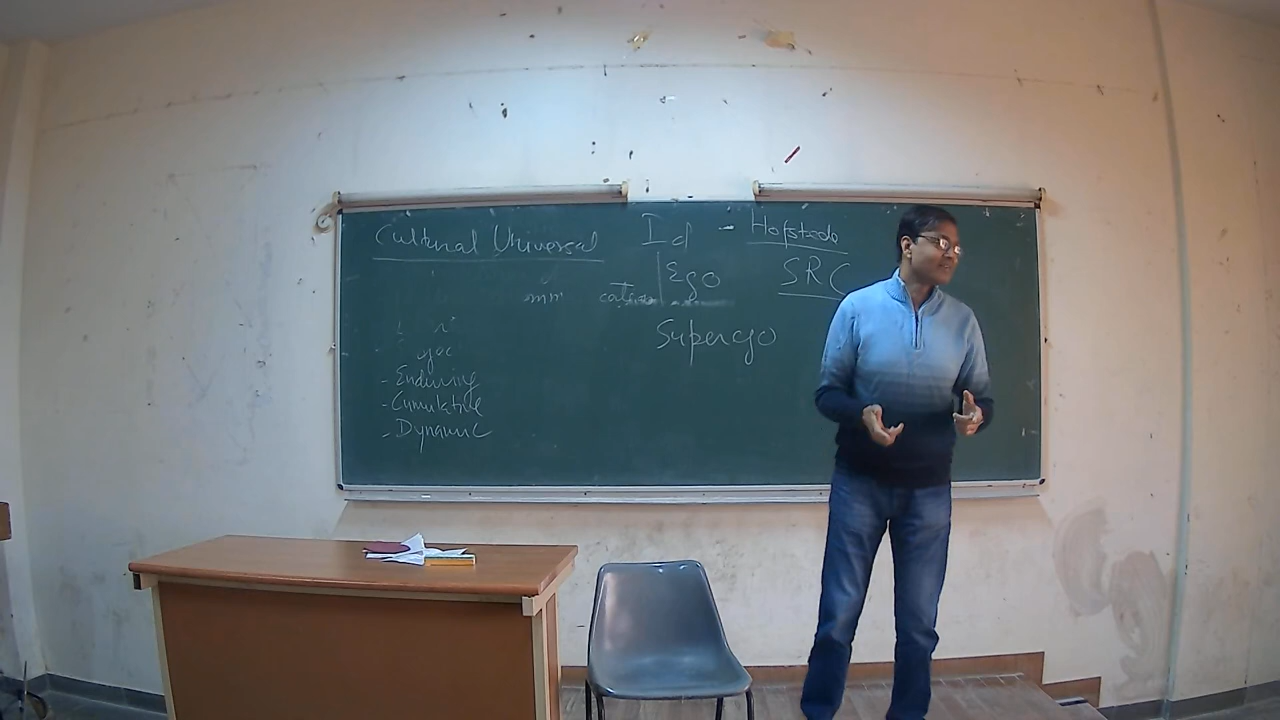 Cultural Universal
- Enduring
- Cumulative
- Dynamic
Id
Ego
Superego
- Hofstede
SRC